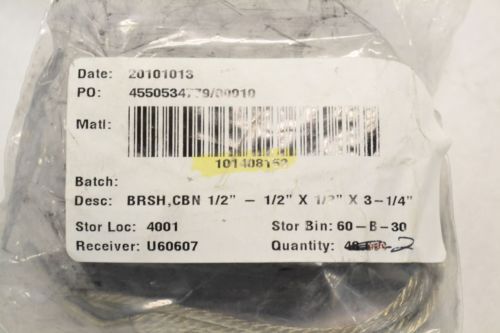 Date: 20101013
PO: 4550534779/00010
Matl:
101408152
Batch:
Desc: BRSH,CBN 1/2" - 1/2" X 1/2" X 3-1/4"
Stor Loc: 4001 Stor Bin: 60-B-30
Receiver: U60607 Quantity: 2